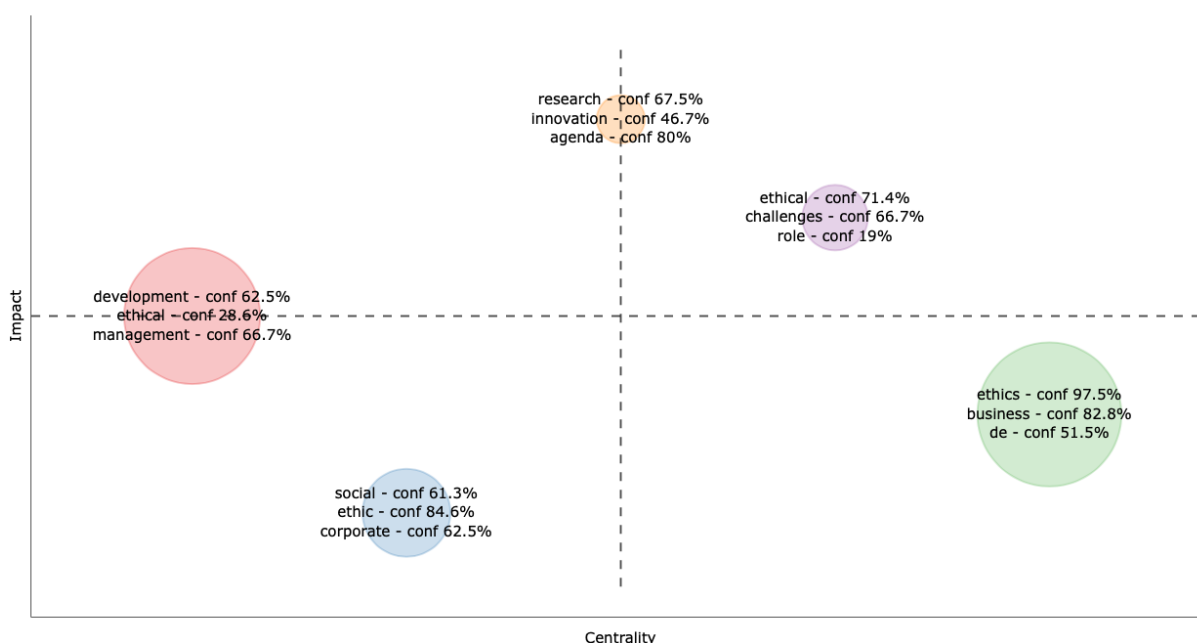 research - conf 67.5%
innovation - conf 46.7%
agenda - conf 80%
ethical - conf 71.4%
challenges - conf 66.7%
role - conf 19%
development - conf 62.5%
ethical - conf 28.6%
management - conf 66.7%
Impact
ethics - conf 97.5%
business - conf 82.8%
de - conf 51.5%
social - conf 61.3%
ethic - conf 84.6%
corporate - conf 62.5%
Centrality